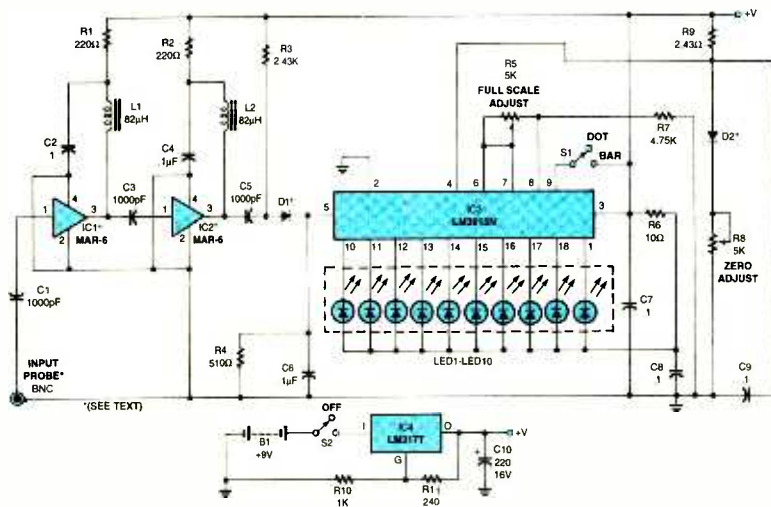 +V
R1
220Ω
R2
220Ω
R3
2.43K
R9
2.43Ω
R5
5K
FULL SCALE
ADJUST
L1
82µH
L2
82µH
C2
1
C4
1µF
R7
4.75K
D2*
DOT
S1
BAR
C3
1000pF
C5
1000pF
D1*
2
4
6
7
8
9
1
4
3
2
IC1*
MAR-6
1
4
3
2
IC2*
MAR-6
5
IC3
3
R6
10Ω
R8
5K
ZERO
ADJUST
10
11
12
13
14
15
16
17
18
1
C1
1000pF
C7
1
R4
510Ω
C6
1µF
LED1-LED10
C8
1
C9
1
INPUT
PROBE*
BNC
*(SEE TEXT)
OFF
S2
B1
+9V
I
IC4
LM317T
O
G
+V
+
C10
220
16V
R10
1K
R11
240